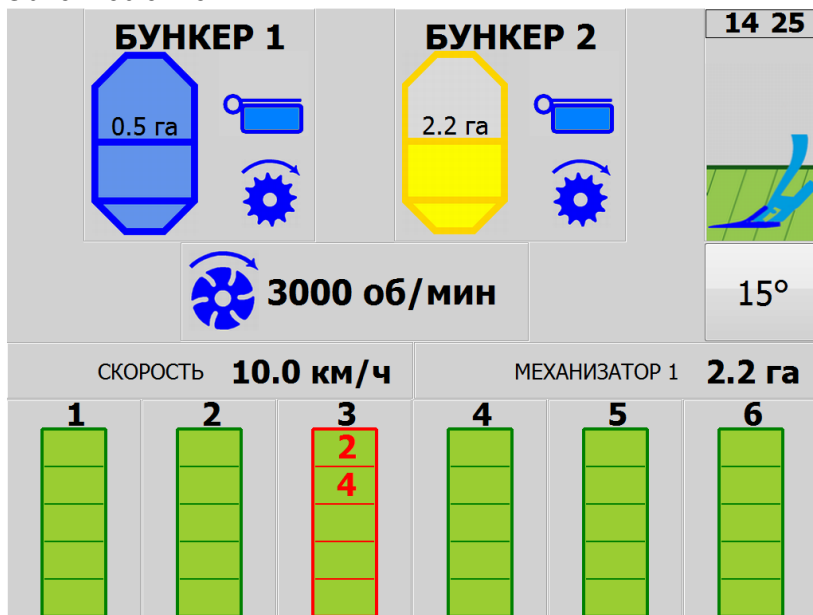 БУНКЕР 1
БУНКЕР 2
14 25
0.5 га
2.2 га
3000 об/мин
15°
СКОРОСТЬ 10.0 км/ч
МЕХАНИЗАТОР 1 2.2 га
1 2 3 4 5 6
2
4